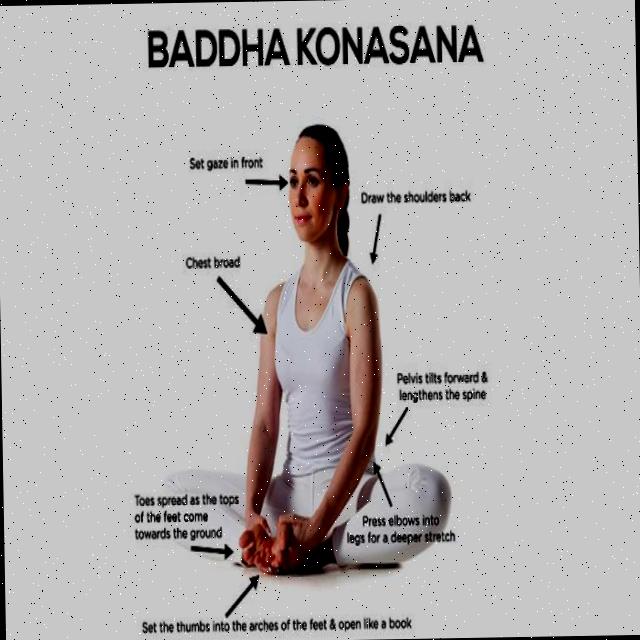 BADDHA KONASANA
Set gaze in front
Draw the shoulders back
Chest broad
Pelvis tilts forward &
lengthens the spine
Toes spread as the tops
of the feet come
towards the ground
Press elbows into
legs for a deeper stretch
Set the thumbs into the arches of the feet & open like a book